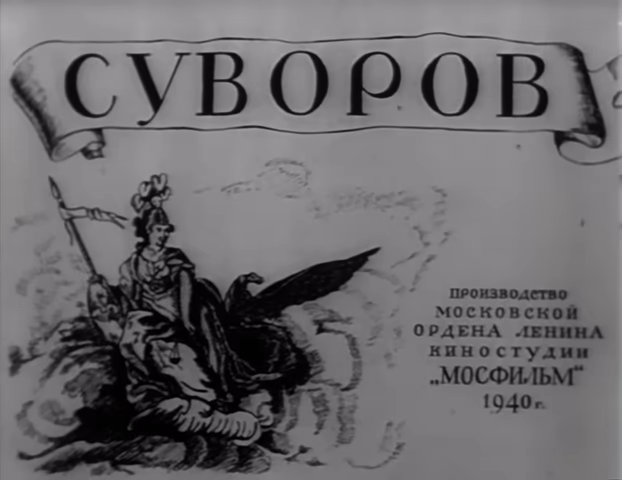 СУВОРОВ
ПРОИЗВОДСТВО
МОСКОВСКОЙ
ОРДЕНА ЛЕНИНА
КИНОСТУДИИ
„МОСФИЛЬМ“
1940 г.